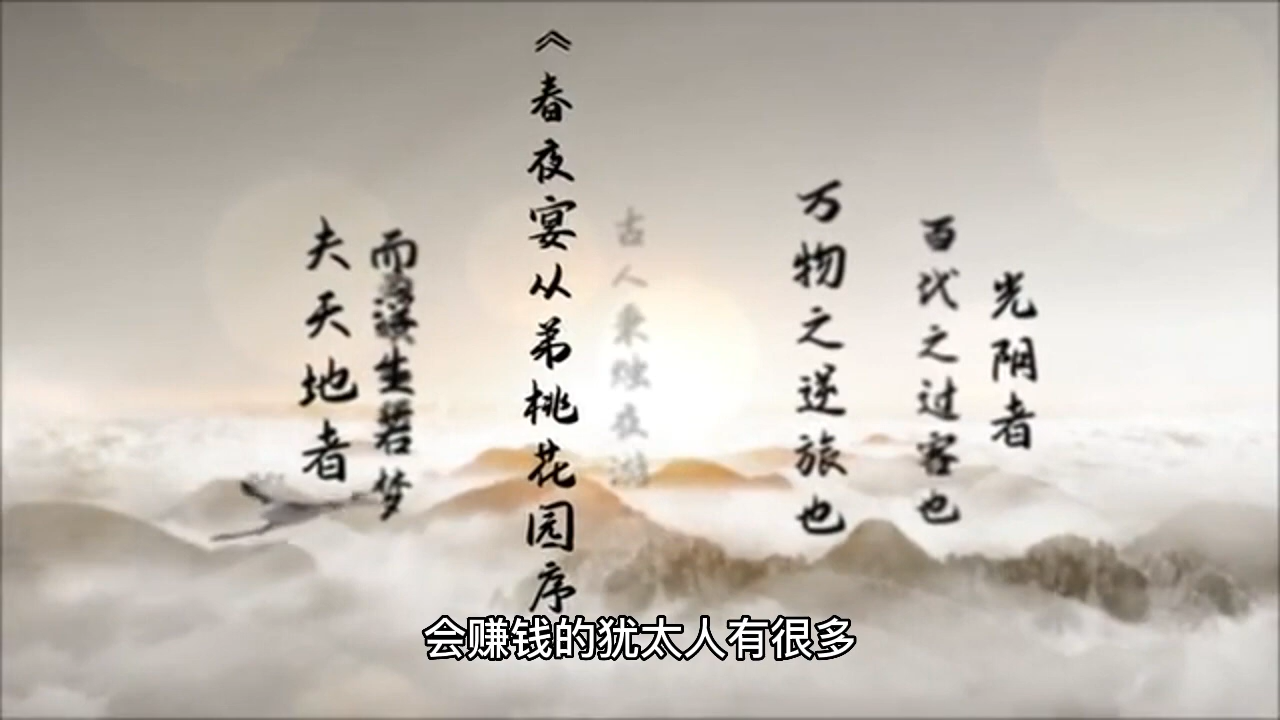 《春夜宴从弟桃花园序
夫天地者
万物之逆旅也
光阴者
百代之过客也
而浮生若梦
古人秉烛夜游
会赚钱的犹太人有很多